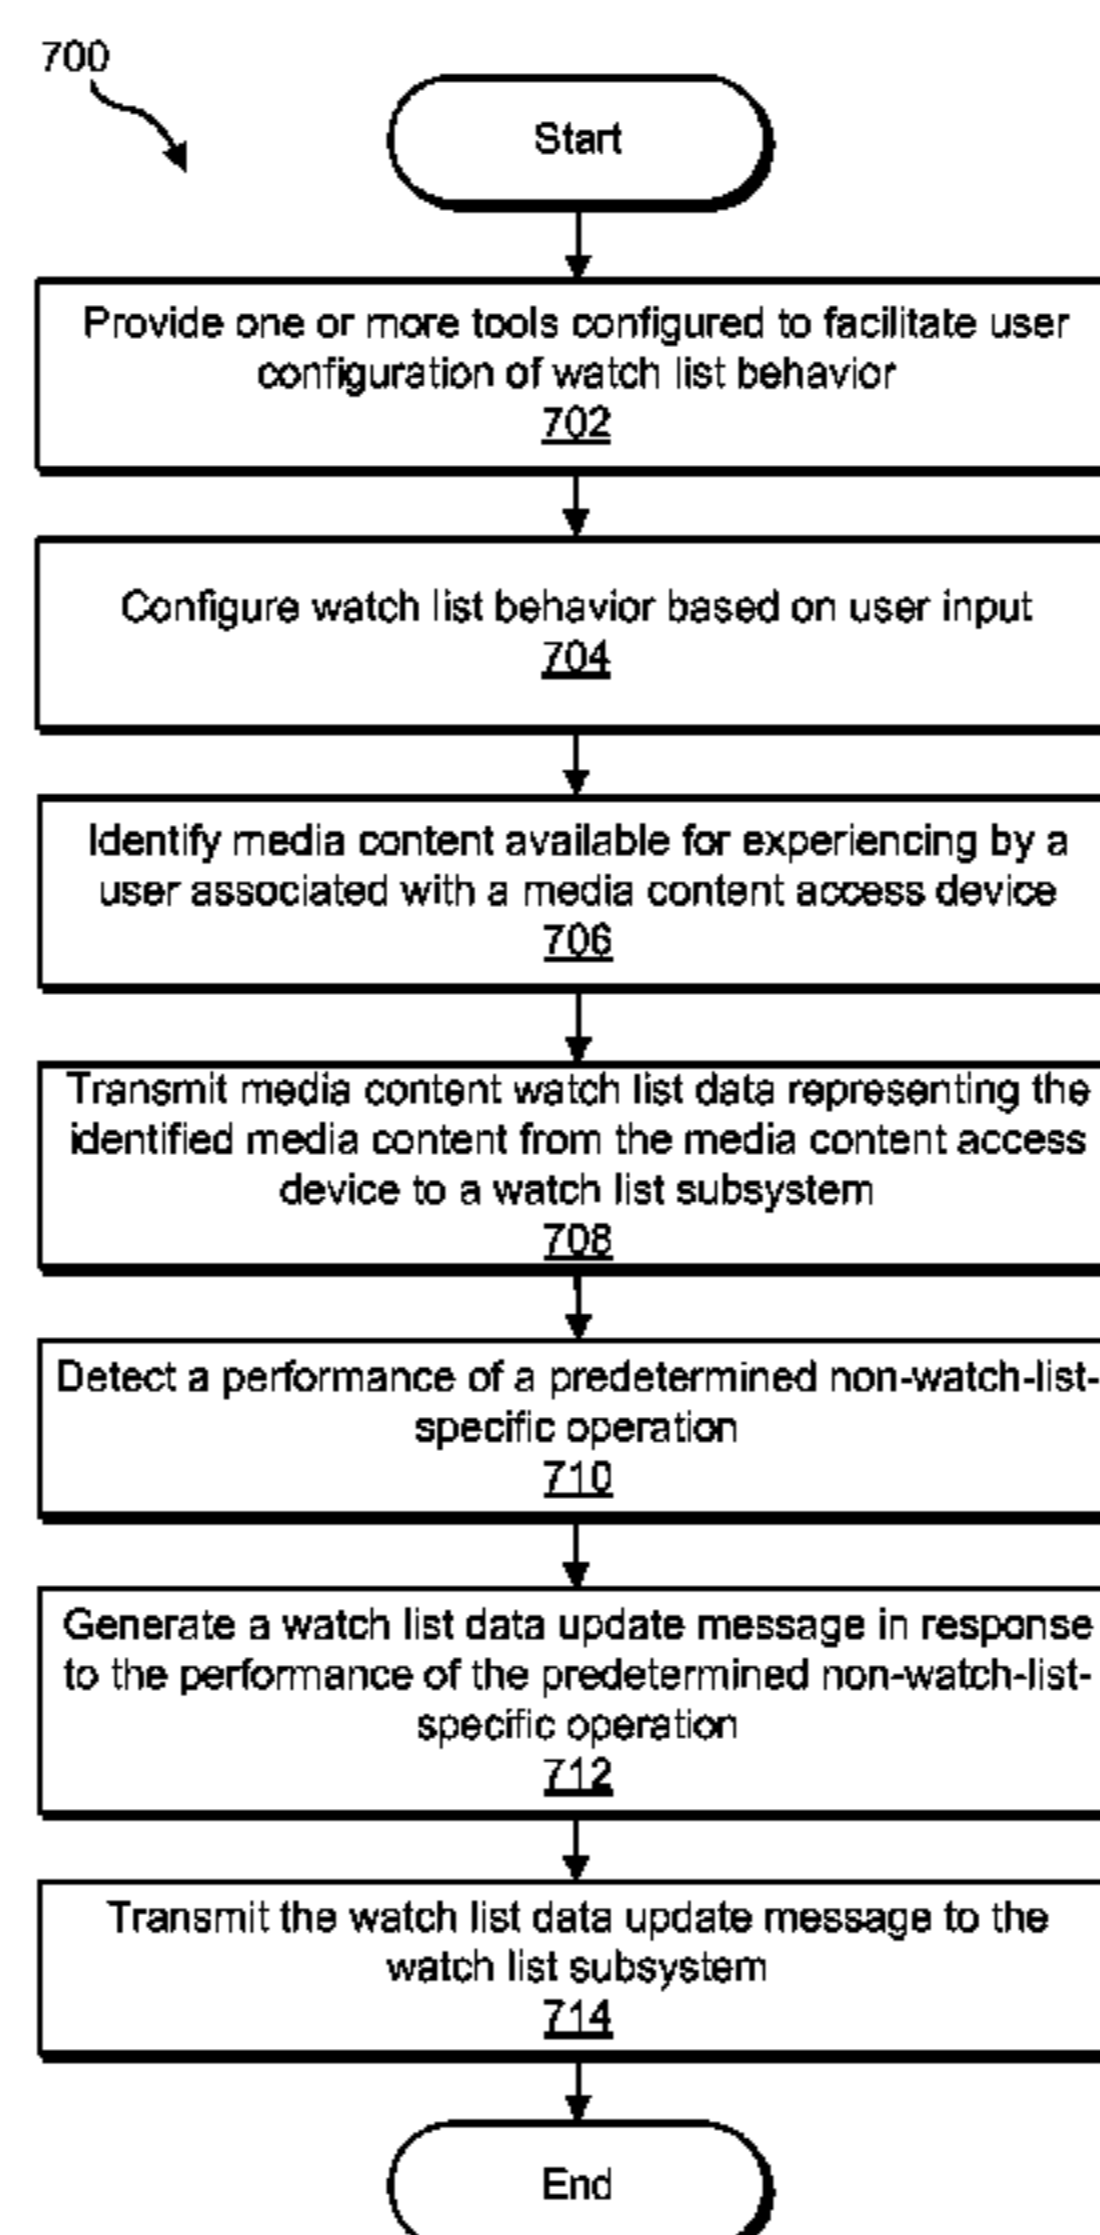 700
Start
Provide one or more tools configured to facilitate user
configuration of watch list behavior
702
Configure watch list behavior based on user input
704
Identify media content available for experiencing by a
user associated with a media content access device
706
Transmit media content watch list data representing the
identified media content from the media content access
device to a watch list subsystem
708
Detect a performance of a predetermined non-watch-list-
specific operation
710
Generate a watch list data update message in response
to the performance of the predetermined non-watch-list-
specific operation
712
Transmit the watch list data update message to the
watch list subsystem
714
End